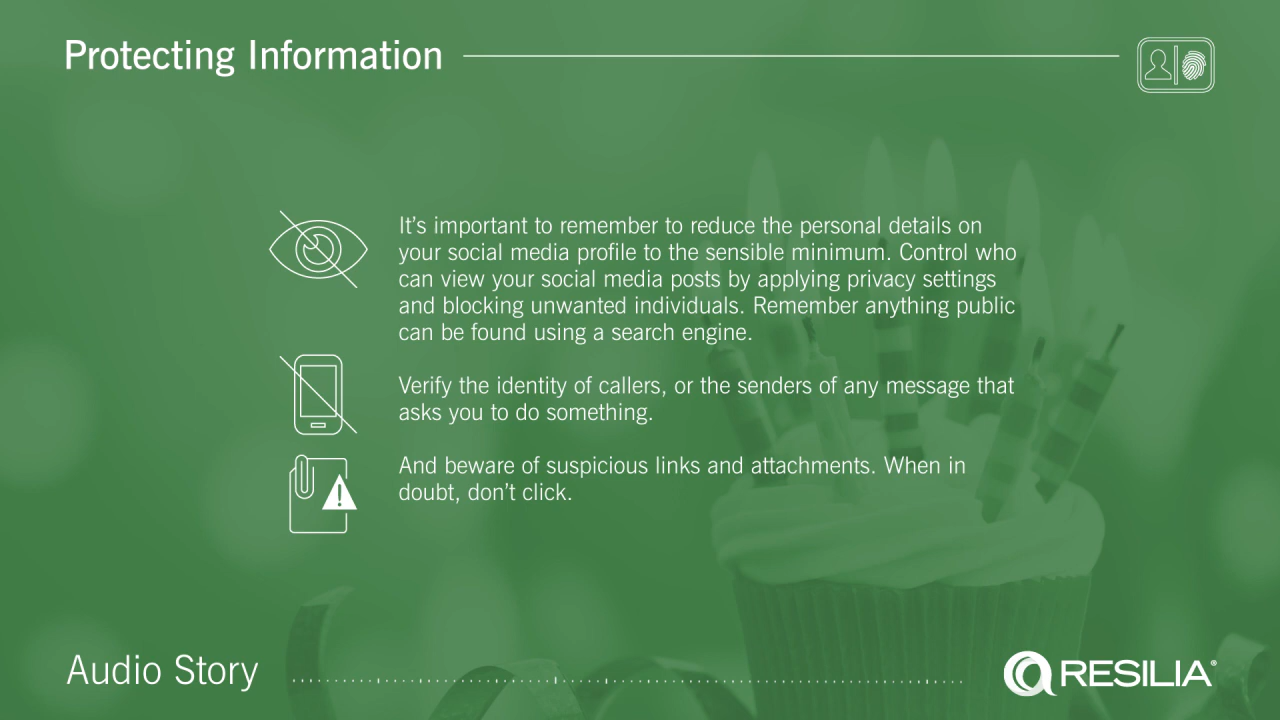 Protecting Information
It’s important to remember to reduce the personal details on
your social media profile to the sensible minimum. Control who
can view your social media posts by applying privacy settings
and blocking unwanted individuals. Remember anything public
can be found using a search engine.
Verify the identity of callers, or the senders of any message that
asks you to do something.
And beware of suspicious links and attachments. When in
doubt, don’t click.
Audio Story
RESILIA®